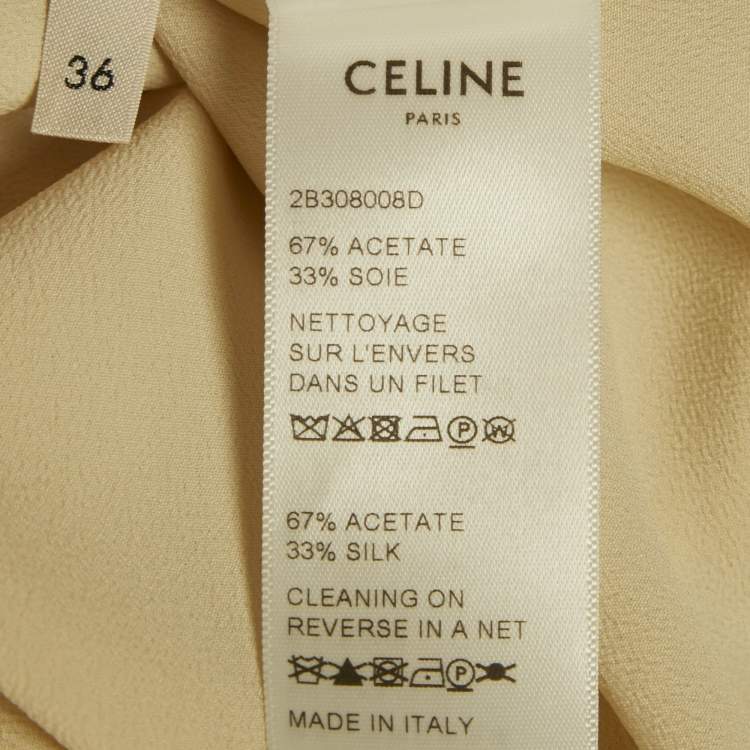 36
CELINE
PARIS
2B308008D
67% ACETATE
33% SOIE
NETTOYAGE
SUR L'ENVERS
DANS UN FILET
P W
67% ACETATE
33% SILK
CLEANING ON
REVERSE IN A NET
P
MADE IN ITALY